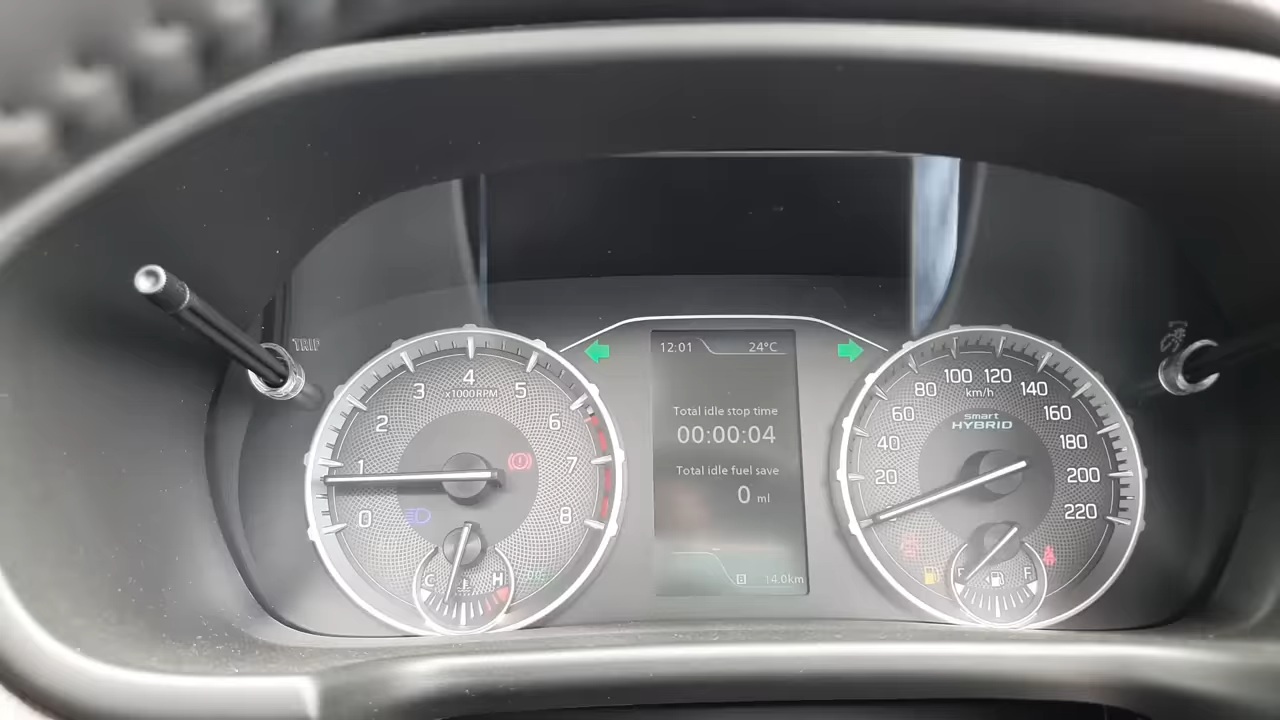 TRIP
0
1
2
3
4
5
6
7
8
x1000RPM
C
H
12:01 24°C
Total idle stop time
00:00:04
Total idle fuel save
0 ml
14.0km
20
40
60
80
100
120
140
160
180
200
220
km/h
smart
HYBRID
F